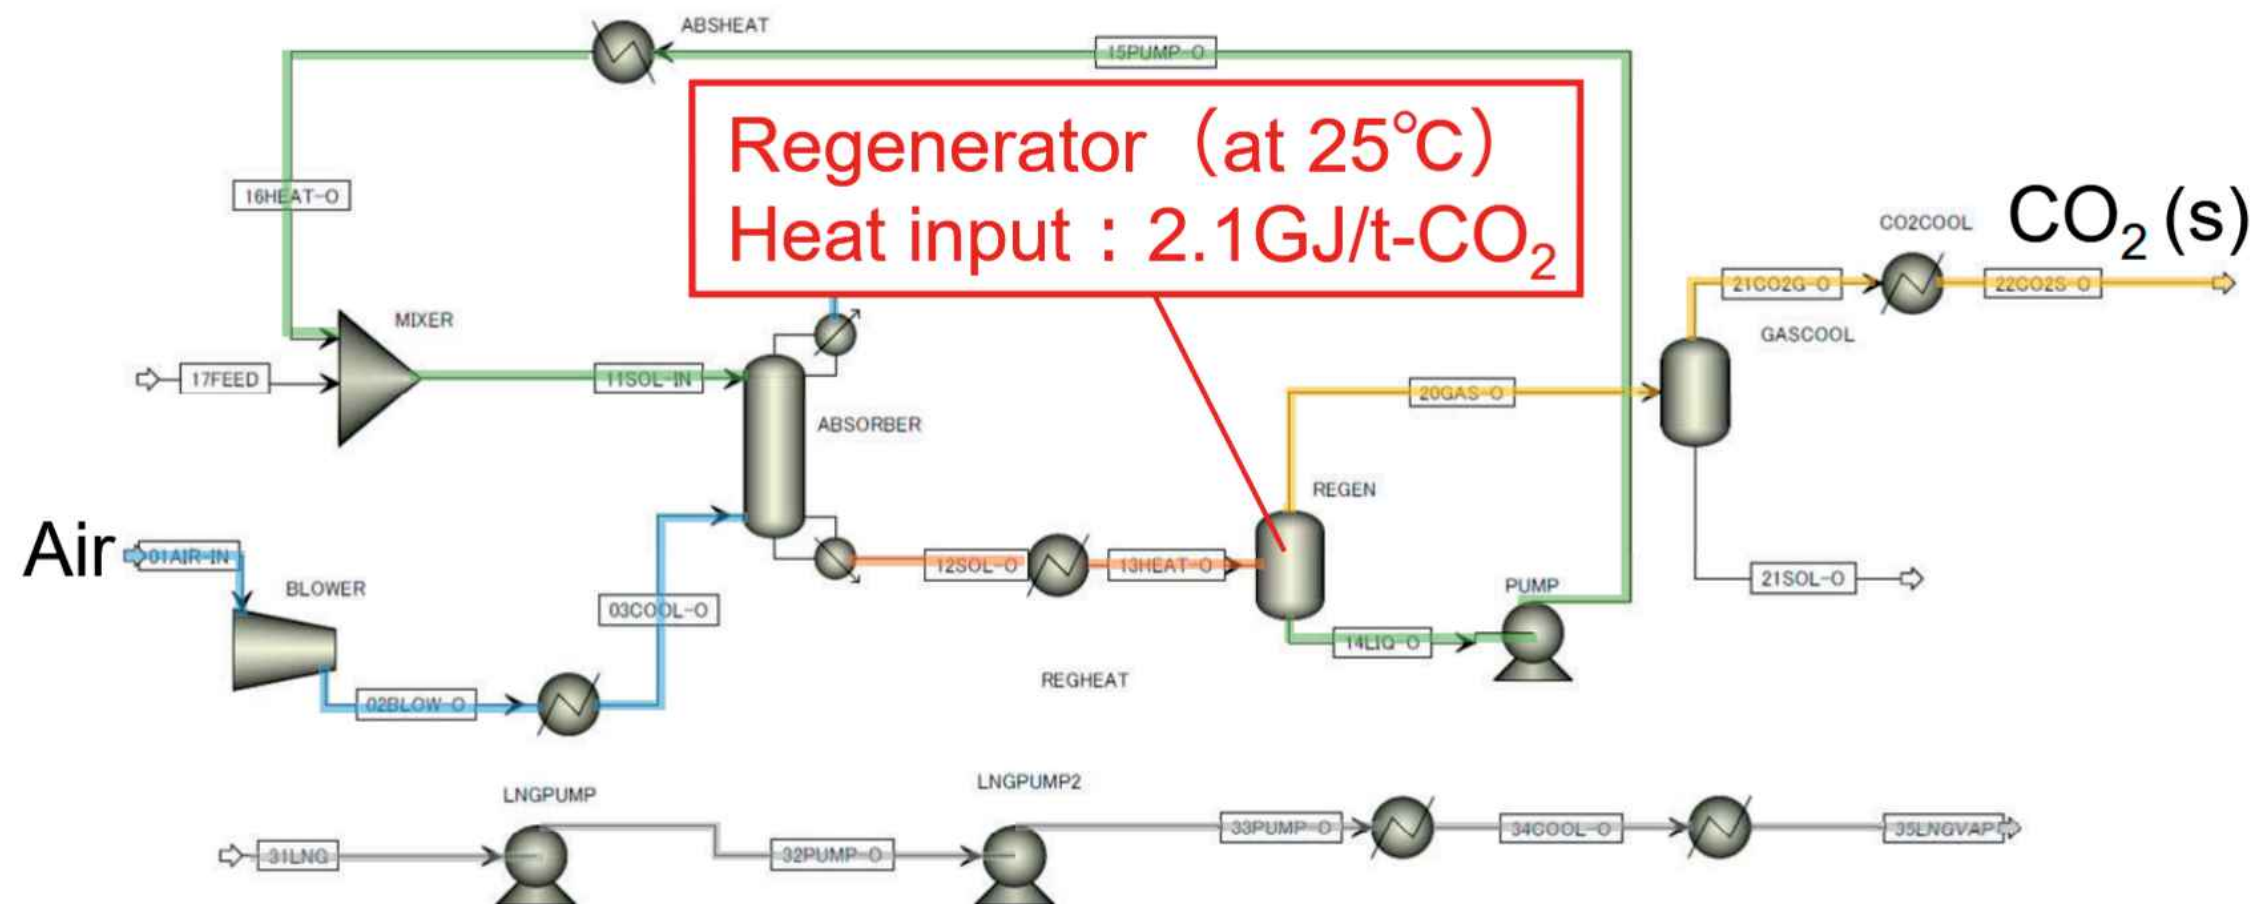 ABSHEAT
15PUMP-O
Regenerator（at 25℃）
Heat input：2.1GJ/t-CO₂
16HEAT-O
CO₂ (s)
CO2COOL
21CO2G-O
22CO2S-O
MIXER
GASCOOL
17FEED
11SOL-IN
20GAS-O
ABSORBER
REGEN
Air
01AIR-IN
12SOL-O
13HEAT-O
21SOL-O
BLOWER
PUMP
03COOL-O
14LIQ-O
REGHEAT
02BLOW-O
LNGPUMP
LNGPUMP2
33PUMP-O
34COOL-O
35LNGVAP
31LNG
32PUMP-O